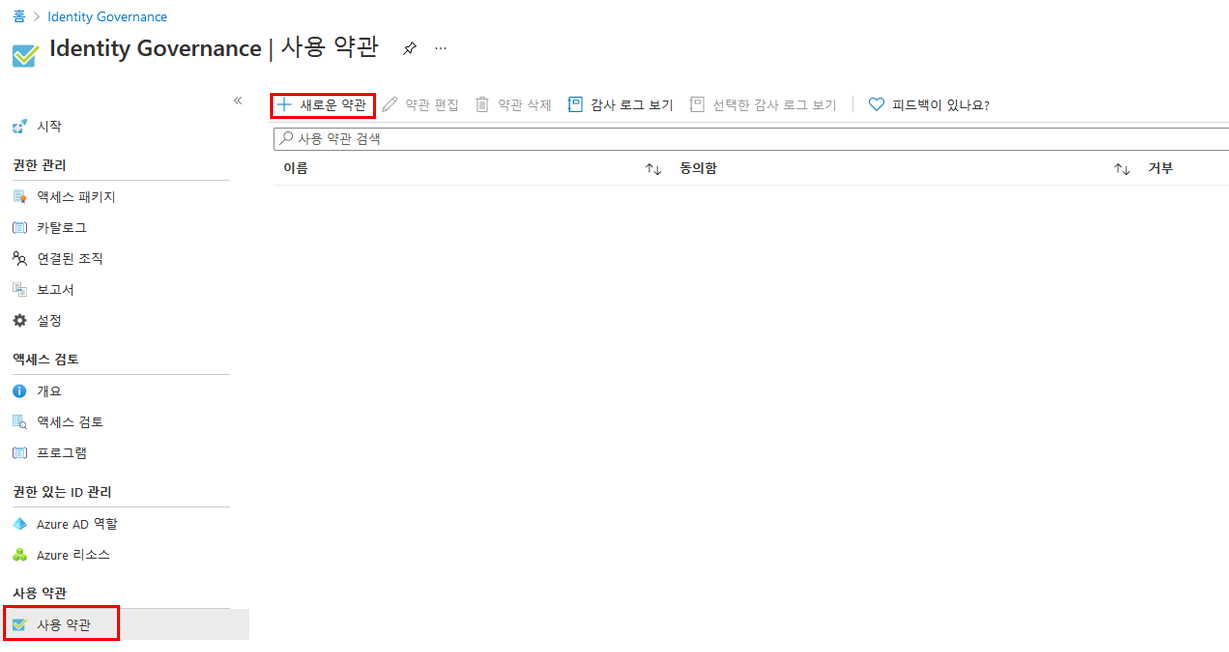 홈 > Identity Governance
Identity Governance | 사용 약관 ...
«
시작
권한 관리
액세스 패키지
카탈로그
연결된 조직
보고서
설정
액세스 검토
개요
액세스 검토
프로그램
권한 있는 ID 관리
Azure AD 역할
Azure 리소스
사용 약관
사용 약관
+ 새로운 약관 약관 편집 약관 삭제 감사 로그 보기 선택한 감사 로그 보기 | 피드백이 있나요?
사용 약관 검색
이름 ↑↓ 동의함 ↑↓ 거부